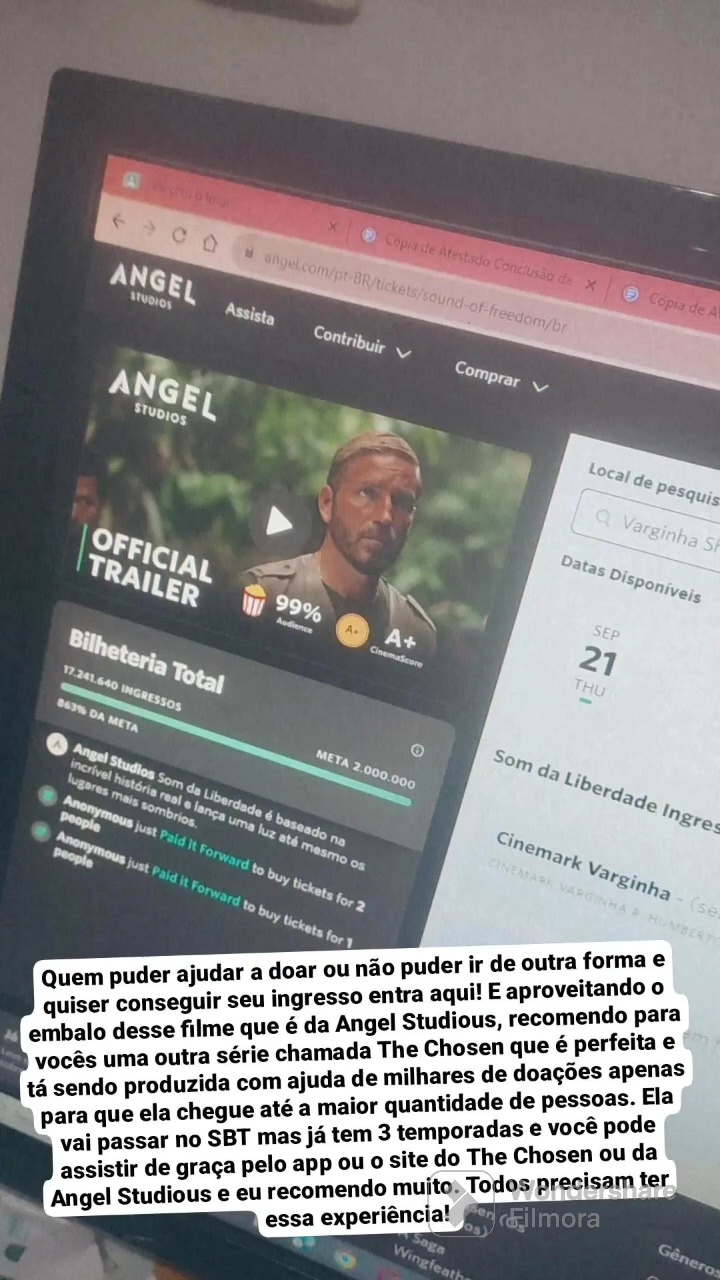 Cópia de Atestado Conclusão de
Cópia de A
angel.com/pt-BR/tickets/sound-of-freedom/br
ANGEL
STUDIOS
Assista
Contribuir
Comprar
ANGEL
STUDIOS
OFFICIAL
TRAILER
99%
Audience
A+
A+
CinemaScore
Bilheteria Total
17.241.640 INGRESSOS
863% DA META
META 2.000.000
Angel Studios Som da Liberdade é baseado na
incrível história real e lança uma luz até mesmo os
lugares mais sombrios.
Anonymous just Paid it Forward to buy tickets for 2
people
Anonymous just Paid it Forward to buy tickets for 1
people
Local de pesquis
Varginha Sh
Datas Disponíveis
SEP
21
THU
Som da Liberdade Ingres
Cinemark Varginha - (se
CINEMARK VARGINHA R. HUMBERTO
Quem puder ajudar a doar ou não puder ir de outra forma e
quiser conseguir seu ingresso entra aqui! E aproveitando o
embalo desse filme que é da Angel Studious, recomendo para
vocês uma outra série chamada The Chosen que é perfeita e
tá sendo produzida com ajuda de milhares de doações apenas
para que ela chegue até a maior quantidade de pessoas. Ela
vai passar no SBT mas já tem 3 temporadas e você pode
assistir de graça pelo app ou o site do The Chosen ou da
Angel Studious e eu recomendo muito. Todos precisam ter
essa experiência!
Wondershare
Filmora
Saga
Wingfeath
Gêneros